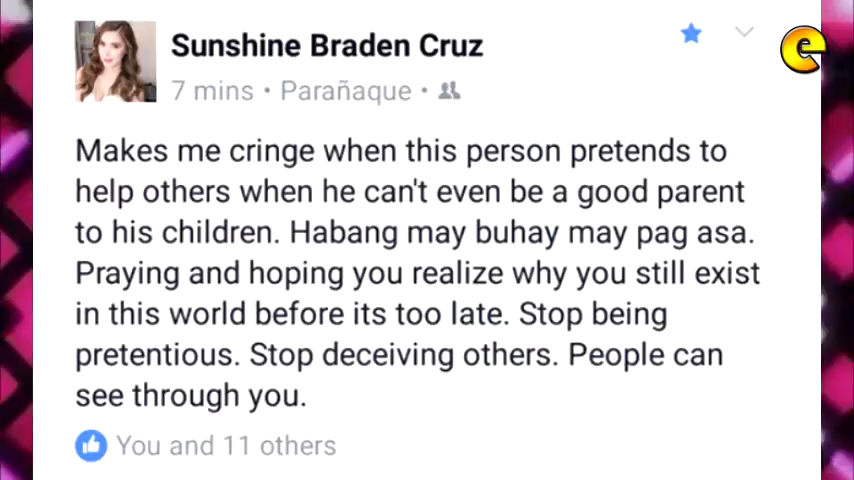 Sunshine Braden Cruz
7 mins • Parañaque •
Makes me cringe when this person pretends to
help others when he can't even be a good parent
to his children. Habang may buhay may pag asa.
Praying and hoping you realize why you still exist
in this world before its too late. Stop being
pretentious. Stop deceiving others. People can
see through you.
You and 11 others
e